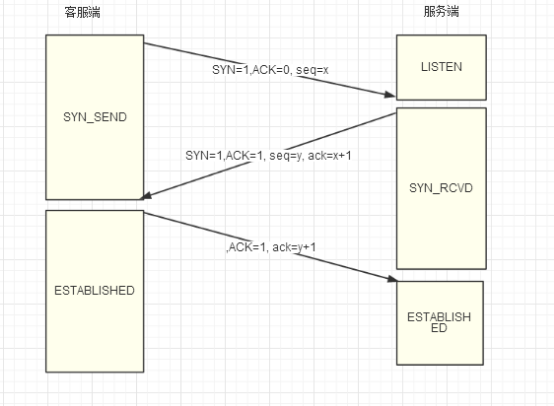 客服端
服务端
SYN=1,ACK=0, seq=x
LISTEN
SYN_SEND
SYN=1,ACK=1, seq=y, ack=x+1
SYN_RCVD
,ACK=1, ack=y+1
ESTABLISHED
ESTABLISH
ED